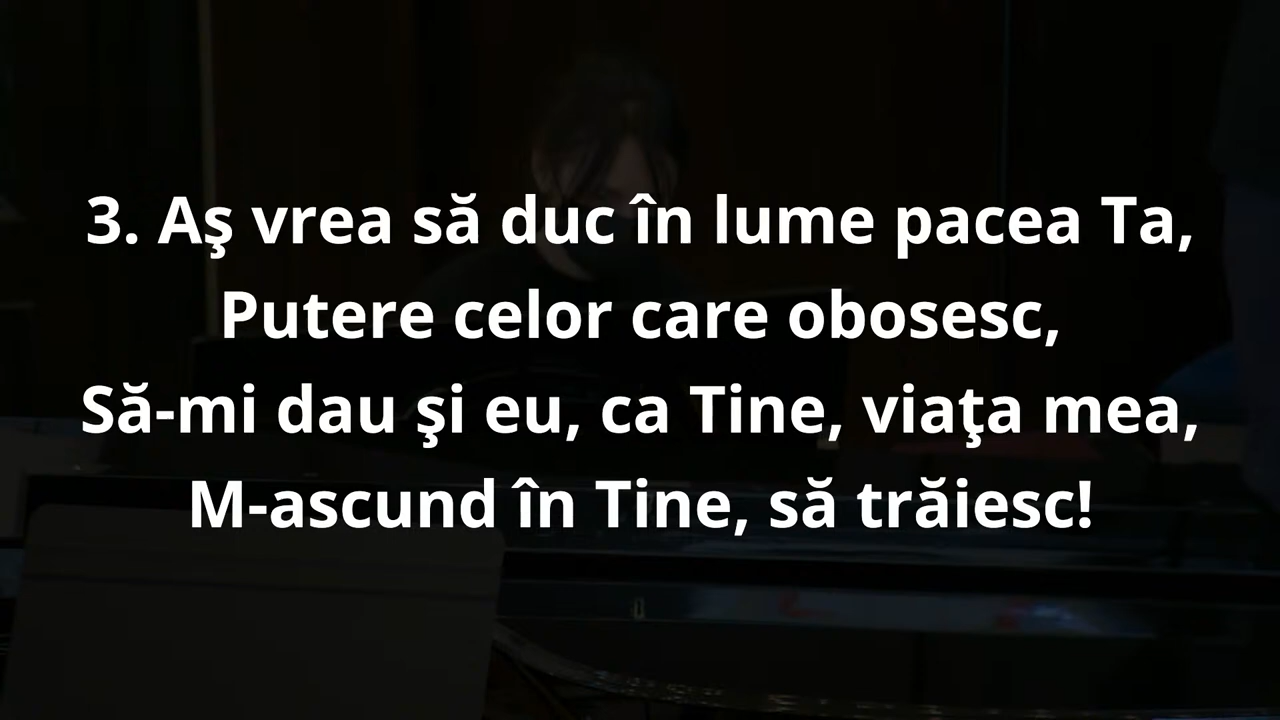 3. Aş vrea să duc în lume pacea Ta,
Putere celor care obosesc,
Să-mi dau şi eu, ca Tine, viaţa mea,
M-ascund în Tine, să trăiesc!